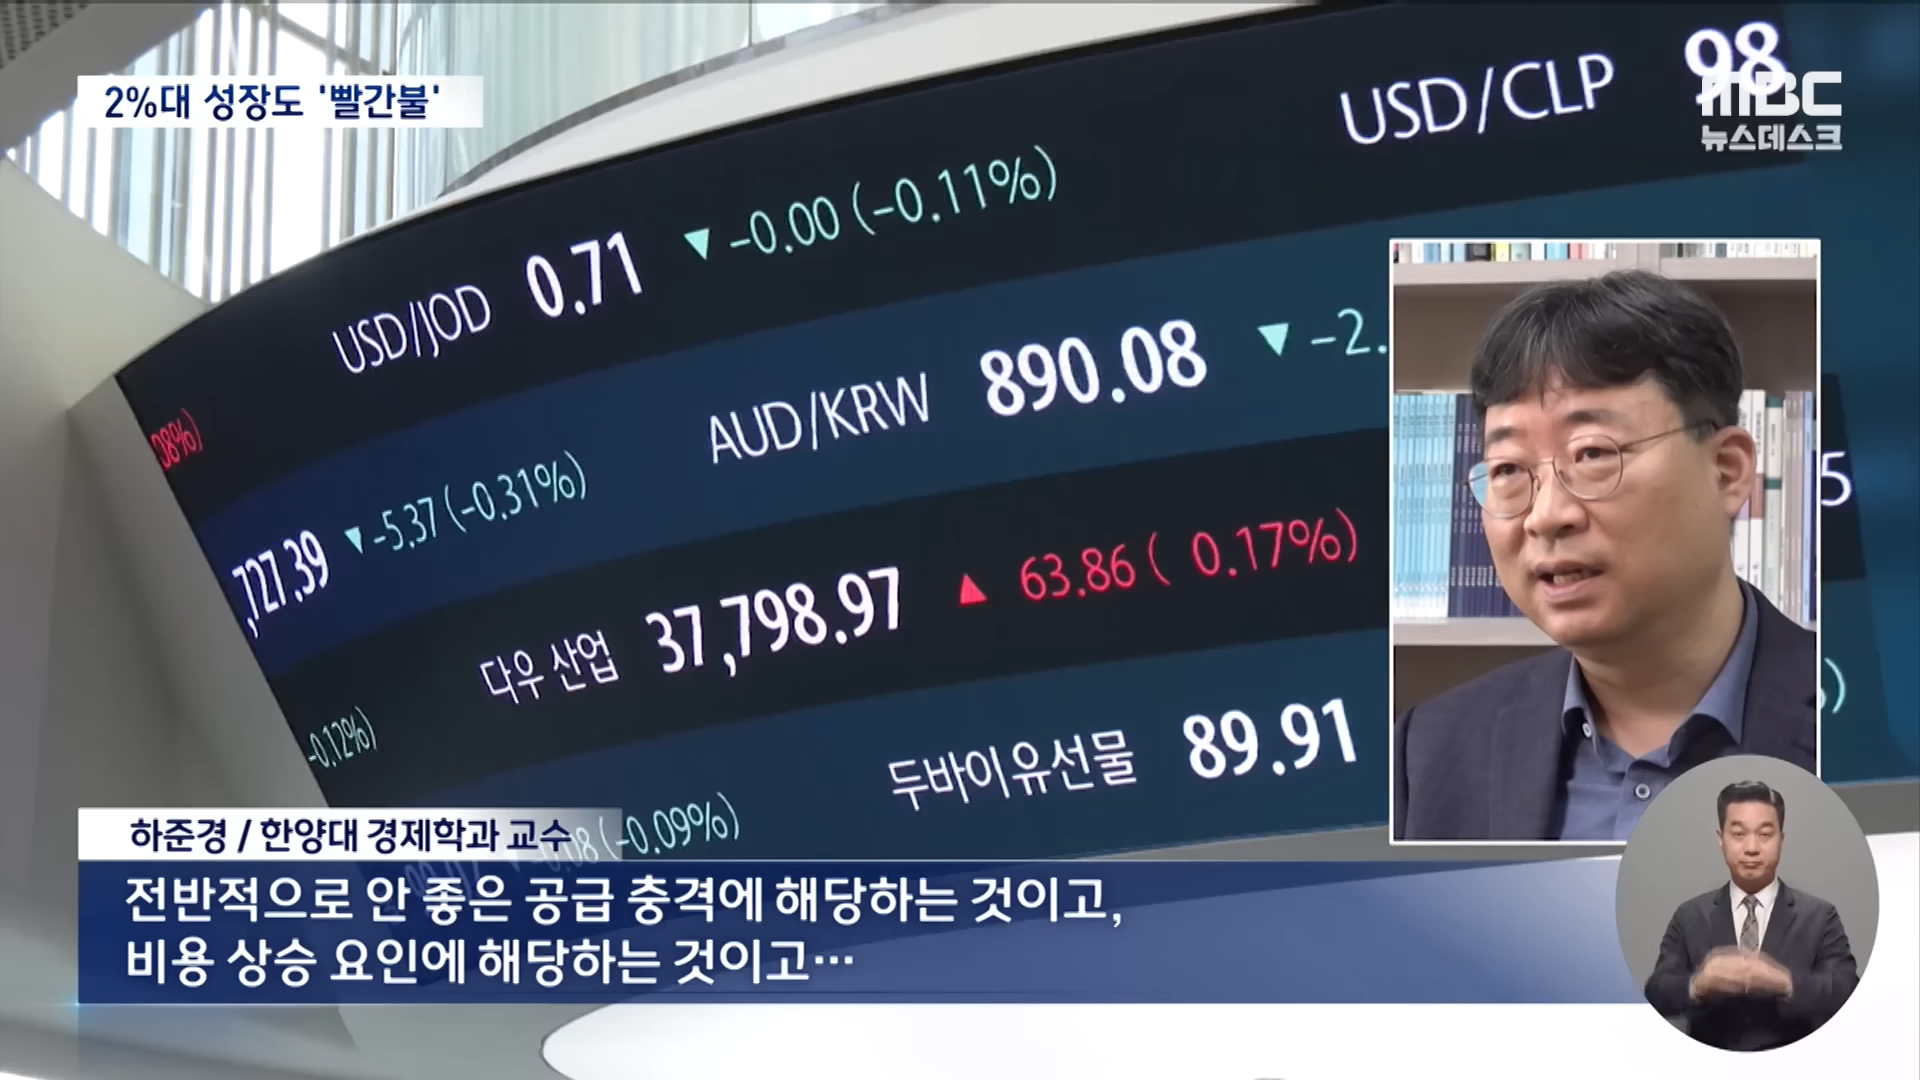 2%대 성장도 '빨간불'
USD/CLP 98
MBC
뉴스데스크
USD/JOD 0.71 ▼ -0.00 (-0.11%)
AUD/KRW 890.08 ▼ -2.
.08%)
,727.39 ▼ -5.37 (-0.31%)
다우 산업 37,798.97 ▲ 63.86 ( 0.17%)
5
-0.12%)
두바이유선물 89.91
(-0.09%)
하준경 / 한양대 경제학과 교수
전반적으로 안 좋은 공급 충격에 해당하는 것이고,
비용 상승 요인에 해당하는 것이고…